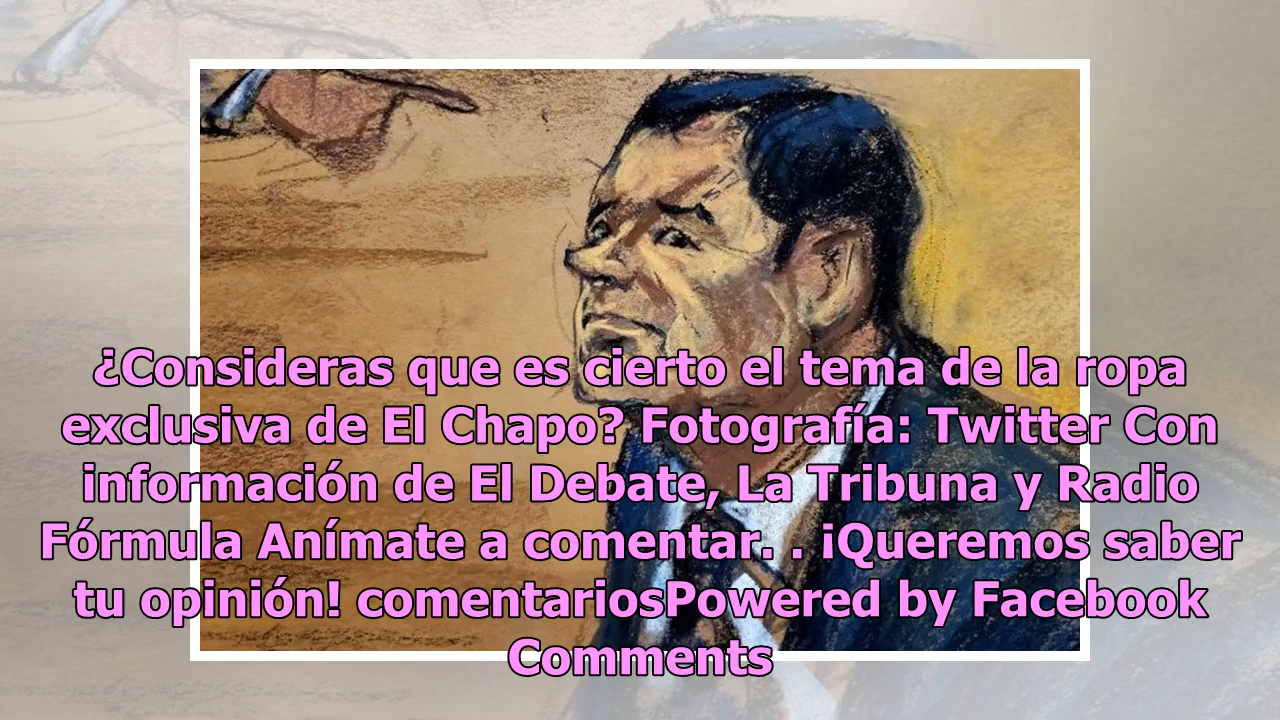 ¿Consideras que es cierto el tema de la ropa
exclusiva de El Chapo? Fotografía: Twitter Con
información de El Debate, La Tribuna y Radio
Fórmula Anímate a comentar. . ¡Queremos saber
tu opinión! comentariosPowered by Facebook
Comments